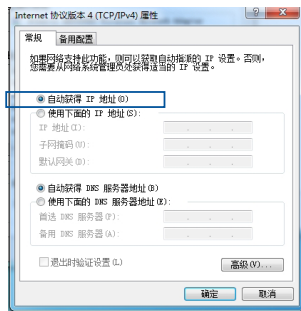 Internet 协议版本 4 (TCP/IPv4) 属性
常规 备用配置
如果网络支持此功能，则可以获取自动指派的 IP 设置。否则，
您需要从网络系统管理员处获得适当的 IP 设置。
自动获得 IP 地址(O)
使用下面的 IP 地址(S):
IP 地址(I):
子网掩码(U):
默认网关(D):
自动获得 DNS 服务器地址(B)
使用下面的 DNS 服务器地址(E):
首选 DNS 服务器(P):
备用 DNS 服务器(A):
退出时验证设置(L)
高级(V)...
确定 取消